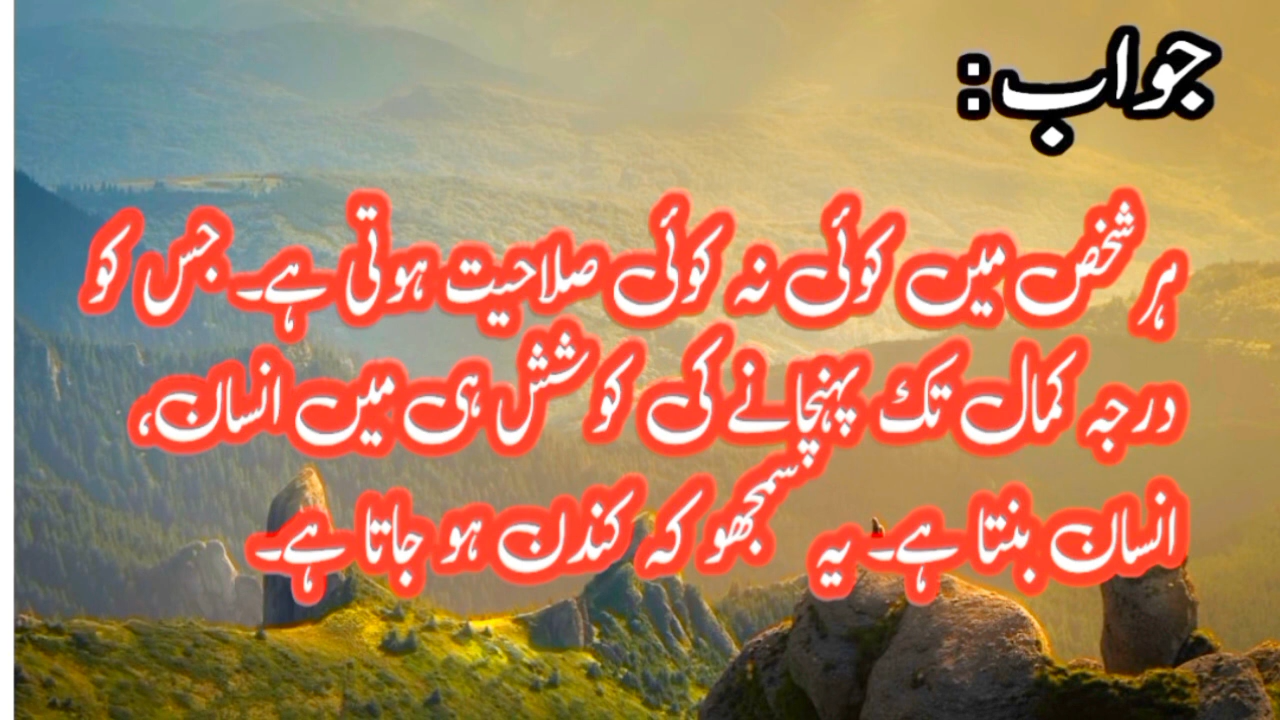 جواب:
ہر شخص میں کوئی نہ کوئی صلاحیت ہوتی ہے۔ جس کو
درجہ کمال تک پہنچانے کی کوشش ہی میں انسان،
انسان بنتا ہے۔ یہ سمجھو کہ کندن ہو جاتا ہے۔